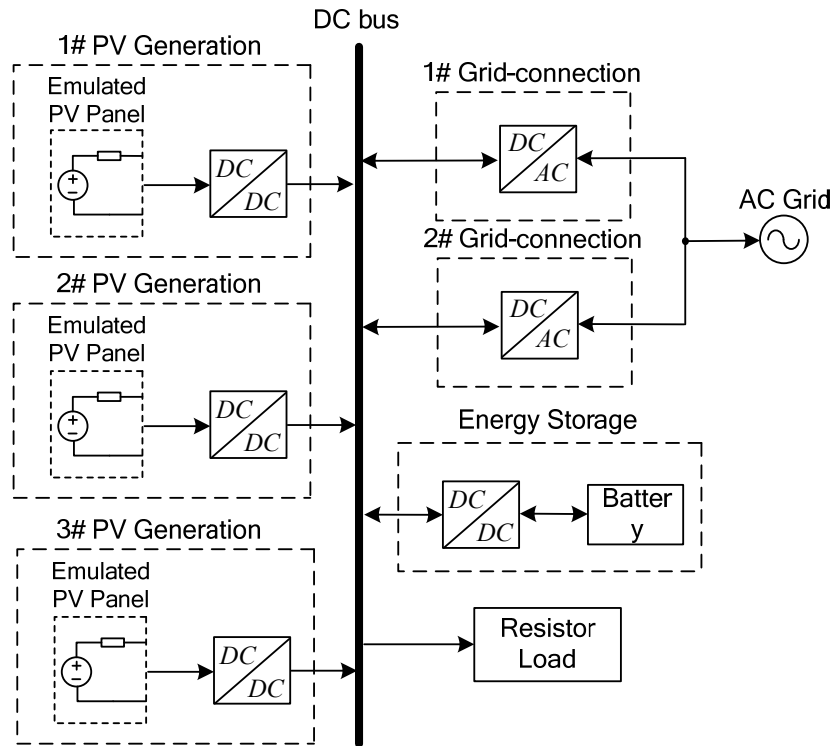 DC bus
1# PV Generation
Emulated
PV Panel
DC
DC
2# PV Generation
Emulated
PV Panel
DC
DC
3# PV Generation
Emulated
PV Panel
DC
DC
1# Grid-connection
DC
AC
AC Grid
2# Grid-connection
DC
AC
Energy Storage
DC
DC
Batter
y
Resistor
Load